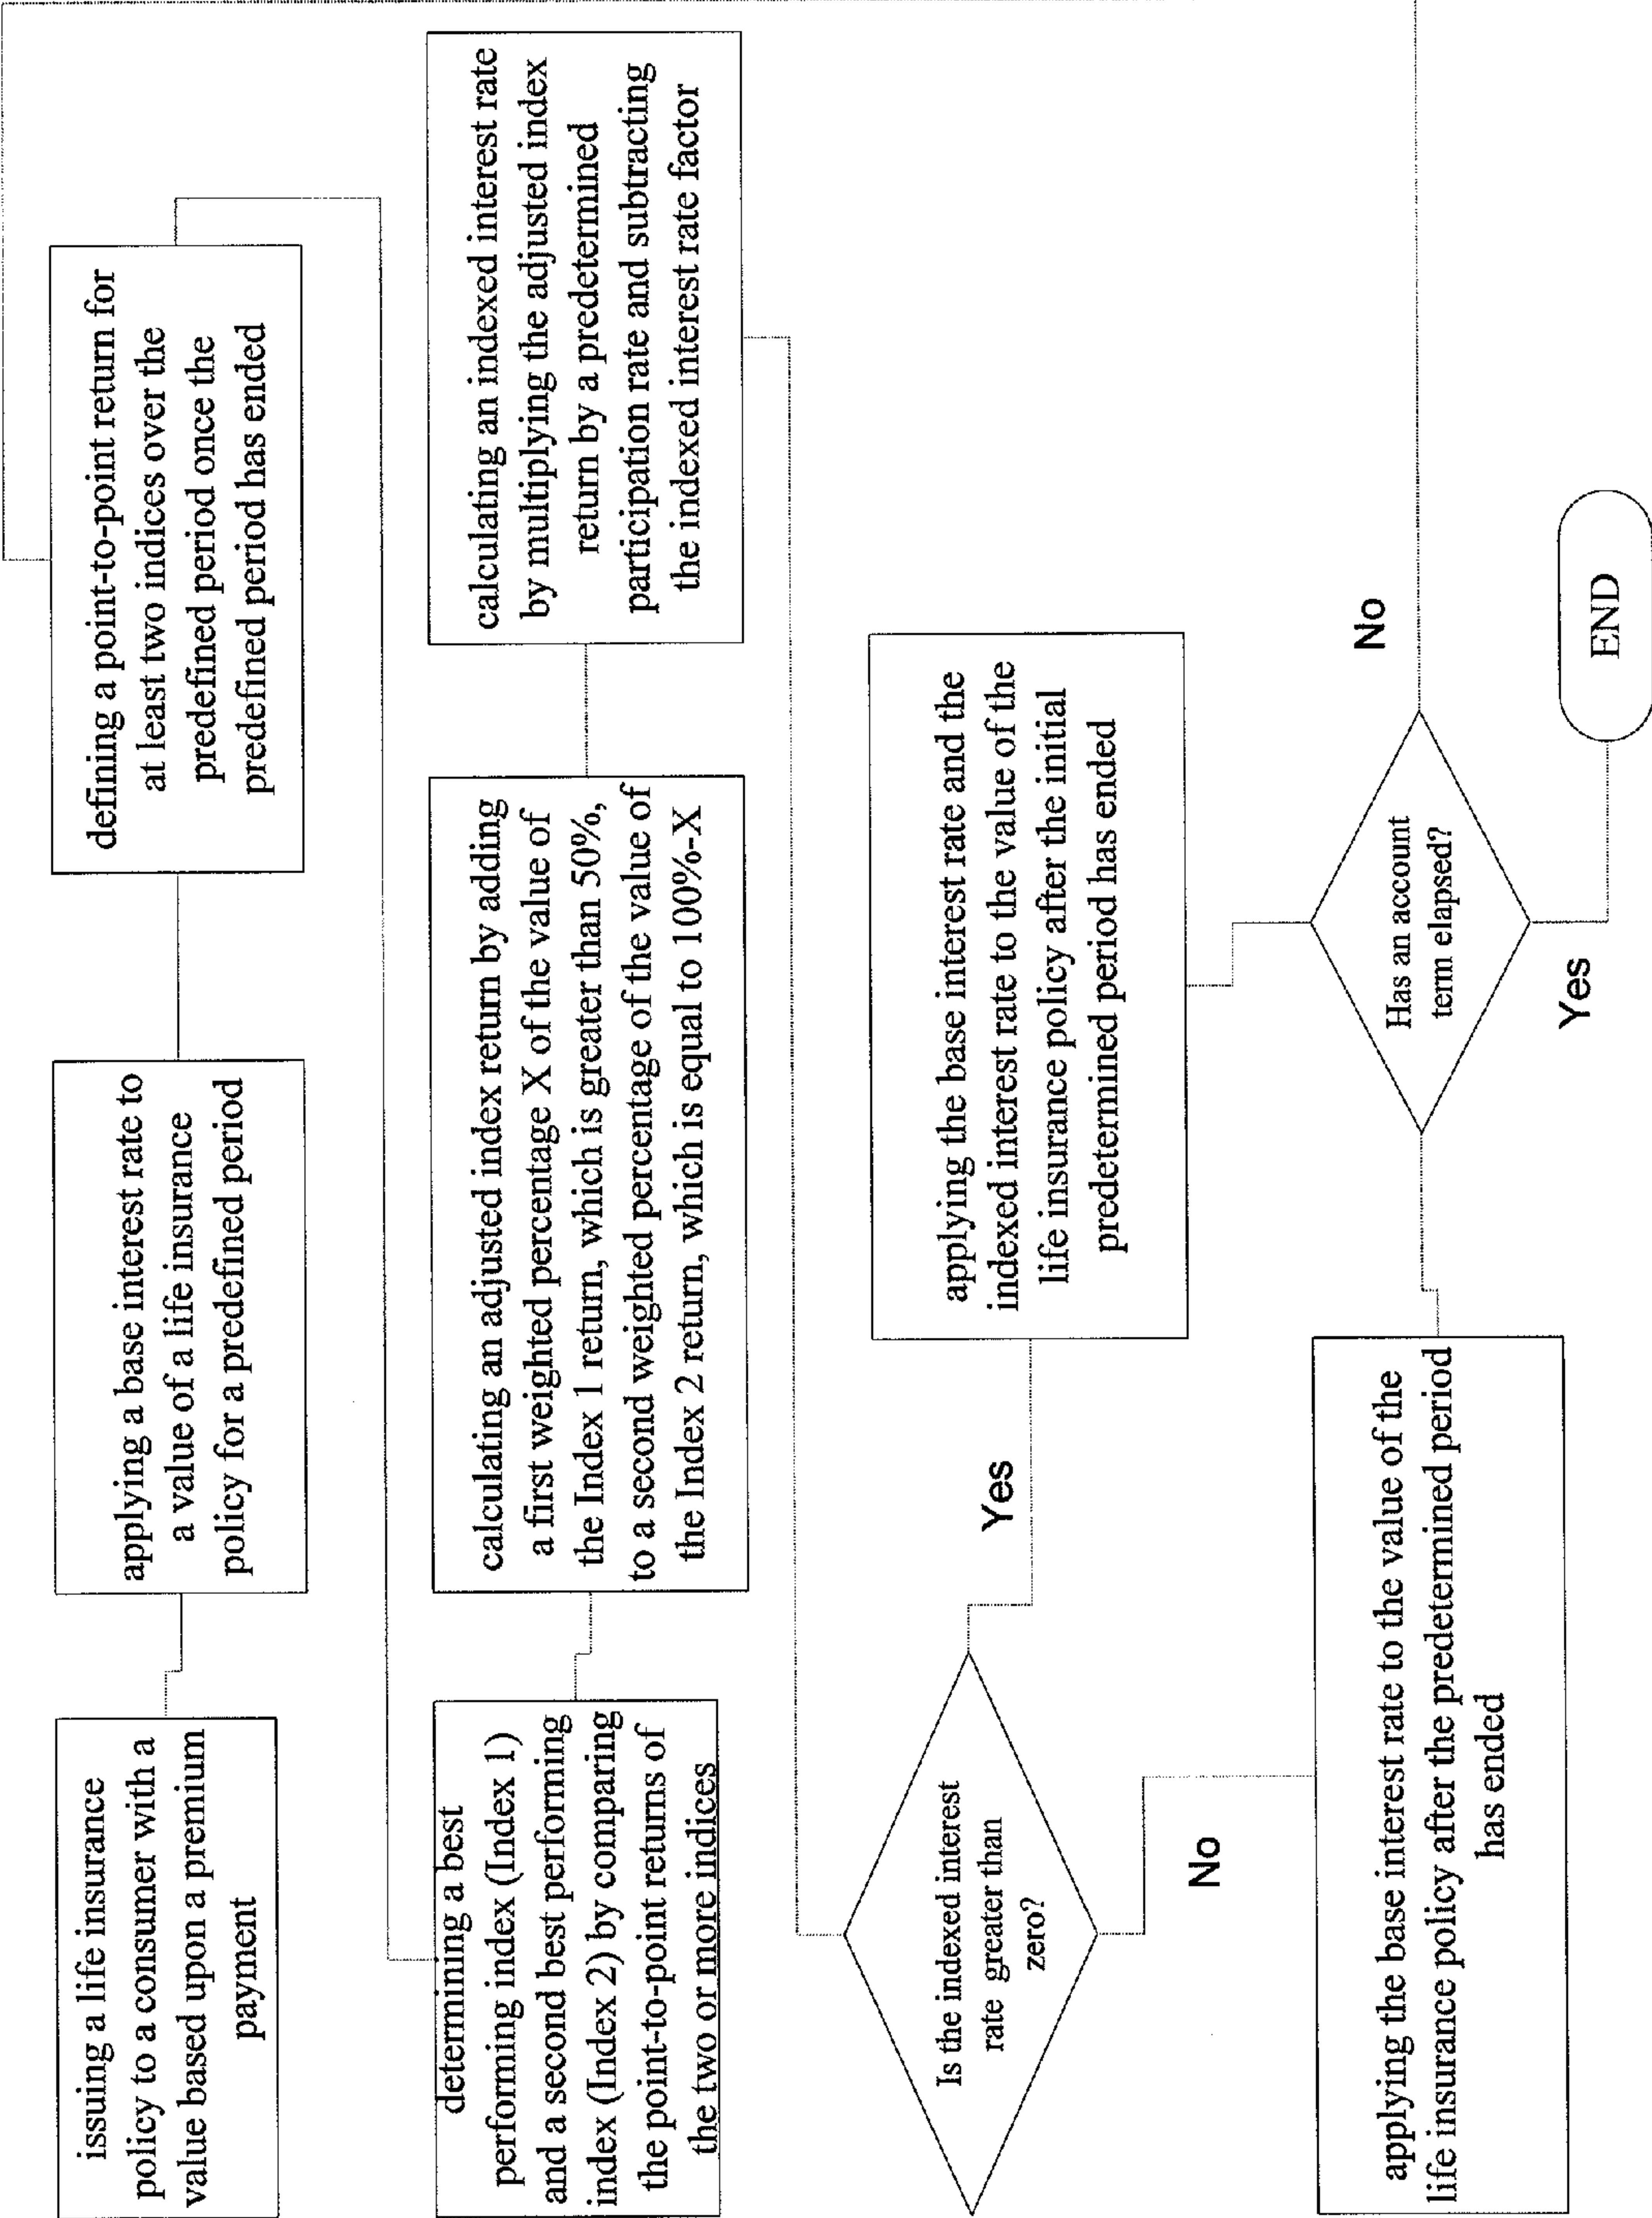 issuing a life insurance
policy to a consumer with a
value based upon a premium
payment
applying a base interest rate to
a value of a life insurance
policy for a predefined period
defining a point-to-point return for
at least two indices over the
predefined period once the
predefined period has ended
determining a best
performing index (Index 1)
and a second best performing
index (Index 2) by comparing
the point-to-point returns of
the two or more indices
calculating an adjusted index return by adding
a first weighted percentage X of the value of
the Index 1 return, which is greater than 50%,
to a second weighted percentage of the value of
the Index 2 return, which is equal to 100%-X
calculating an indexed interest rate
by multiplying the adjusted index
return by a predetermined
participation rate and subtracting
the indexed interest rate factor
Is the indexed interest
rate greater than
zero?
Yes
No
applying the base interest rate and the
indexed interest rate to the value of the
life insurance policy after the initial
predetermined period has ended
applying the base interest rate to the value of the
life insurance policy after the predetermined period
has ended
Has an account
term elapsed?
No
Yes
END